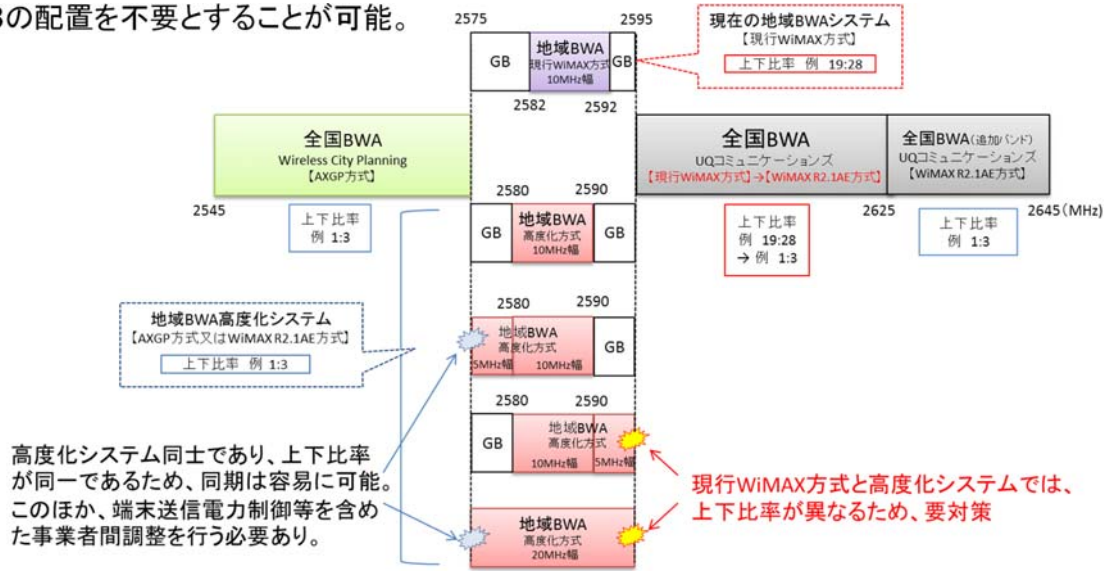 Bの配置を不要とすることが可能。
2575
2595
GB
地域BWA
現行WiMAX方式
10MHz幅
GB
現在の地域BWAシステム
【現行WiMAX方式】
上下比率 例 19:28
2582
2592
全国BWA
Wireless City Planning
【AXGP方式】
全国BWA
UQコミュニケーションズ
【現行WiMAX方式】→【WiMAX R2.1AE方式】
全国BWA(追加バンド)
UQコミュニケーションズ
【WiMAX R2.1AE方式】
2545
2580
2590
2625
2645(MHz)
上下比率
例 1:3
GB
地域BWA
高度化方式
10MHz幅
GB
上下比率
例 19:28
→ 例 1:3
上下比率
例 1:3
2580
2590
地域BWA高度化システム
【AXGP方式又はWiMAX R2.1AE方式】
上下比率 例 1:3
地域BWA
高度化方式
5MHz幅
10MHz幅
GB
2580
2590
GB
地域BWA
高度化方式
10MHz幅
5MHz幅
高度化システム同士であり、上下比率
が同一であるため、同期は容易に可能。
このほか、端末送信電力制御等を含め
た事業者間調整を行う必要あり。
現行WiMAX方式と高度化システムでは、
上下比率が異なるため、要対策
地域BWA
高度化方式
20MHz幅